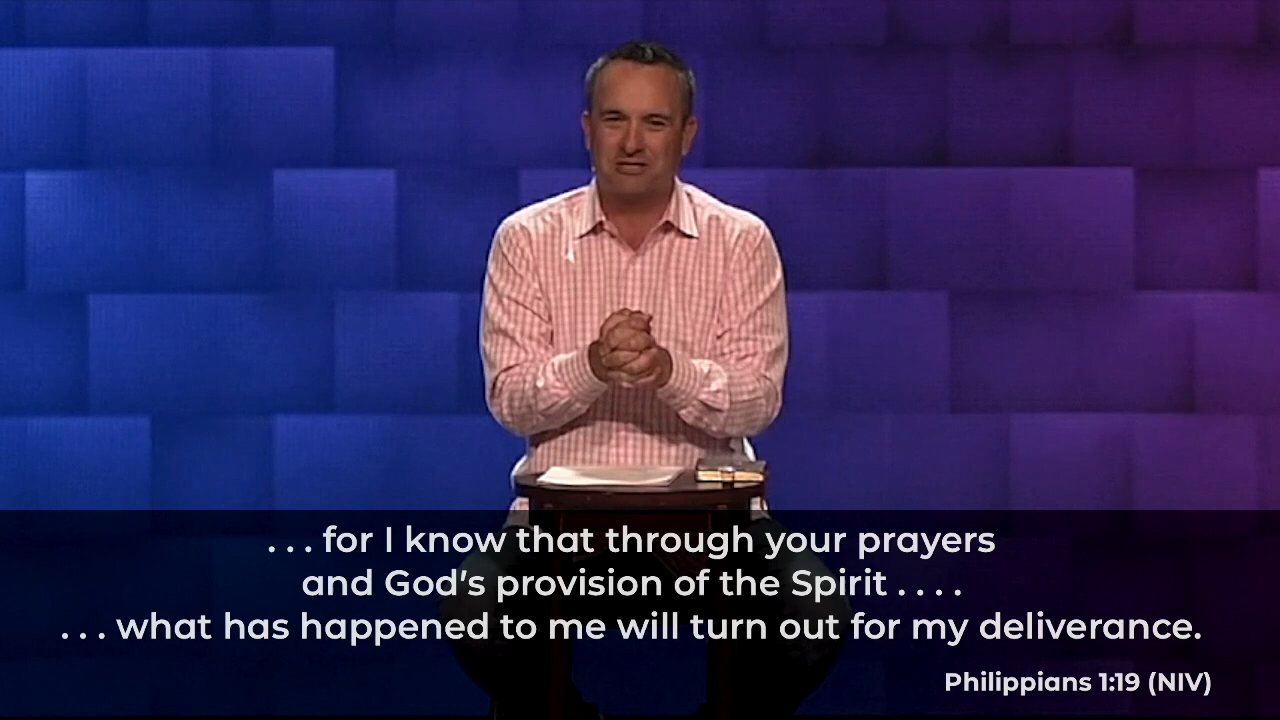 . . . for I know that through your prayers
and God’s provision of the Spirit . . . .
. . . what has happened to me will turn out for my deliverance.
Philippians 1:19 (NIV)